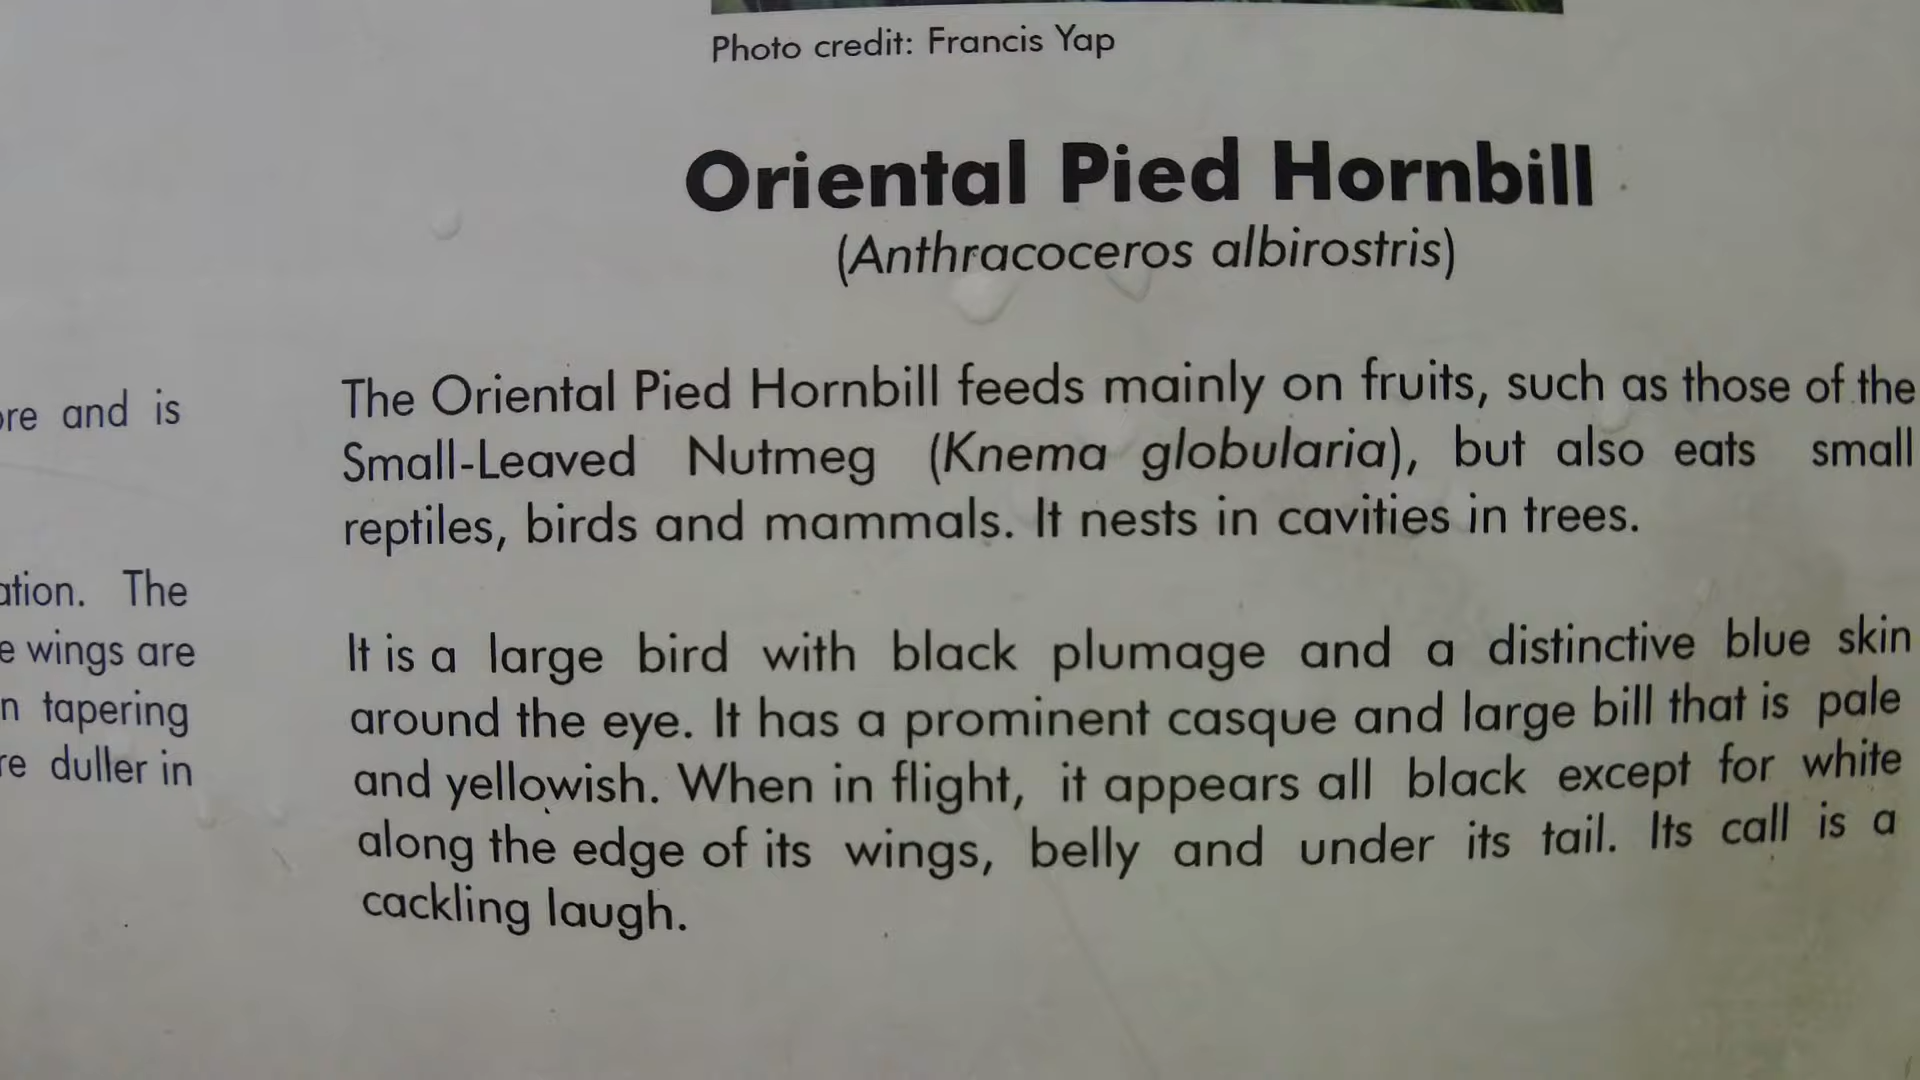 Photo credit: Francis Yap
Oriental Pied Hornbill
(Anthracoceros albirostris)
The Oriental Pied Hornbill feeds mainly on fruits, such as those of the
Small-Leaved Nutmeg (Knema globularia), but also eats small
reptiles, birds and mammals. It nests in cavities in trees.
It is a large bird with black plumage and a distinctive blue skin
around the eye. It has a prominent casque and large bill that is pale
and yellowish. When in flight, it appears all black except for white
along the edge of its wings, belly and under its tail. Its call is a
cackling laugh.
and is
The
wings are
tapering
duller in